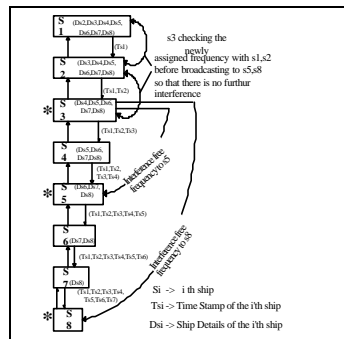 S
1
(Ds2,Ds3,Ds4,Ds5,
Ds6,Ds7,Ds8)
(Ts1)
s3 checking the
newly
assigned frequency with s1,s2
before broadcasting to s5,s8
so that there is no furthur
interference
S
2
(Ds3,Ds4,Ds5,
Ds6,Ds7,Ds8)
(Ts1,Ts2)
*
S
3
(Ds4,Ds5,Ds6,
Ds7,Ds8)
(Ts1,Ts2,Ts3)
S
4
(Ds5,Ds6,
Ds7,Ds8)
(Ts1,Ts2,
Ts3,Ts4)
Interference free
frequency to s5
*
S
5
(Ds6,Ds7,
Ds8)
(Ts1,Ts2,Ts3,Ts4,Ts5)
Interference free
frequency to s8
S
6
(Ds7,Ds8)
(Ts1,Ts2,Ts3,Ts4,Ts5,Ts6)
S
7
(Ds8)
(Ts1,Ts2,Ts3,Ts4,
Ts5,Ts6,Ts7)
*
S
8
Si -> i th ship
Tsi -> Time Stamp of the i'th ship
Dsi -> Ship Details of the i'th ship